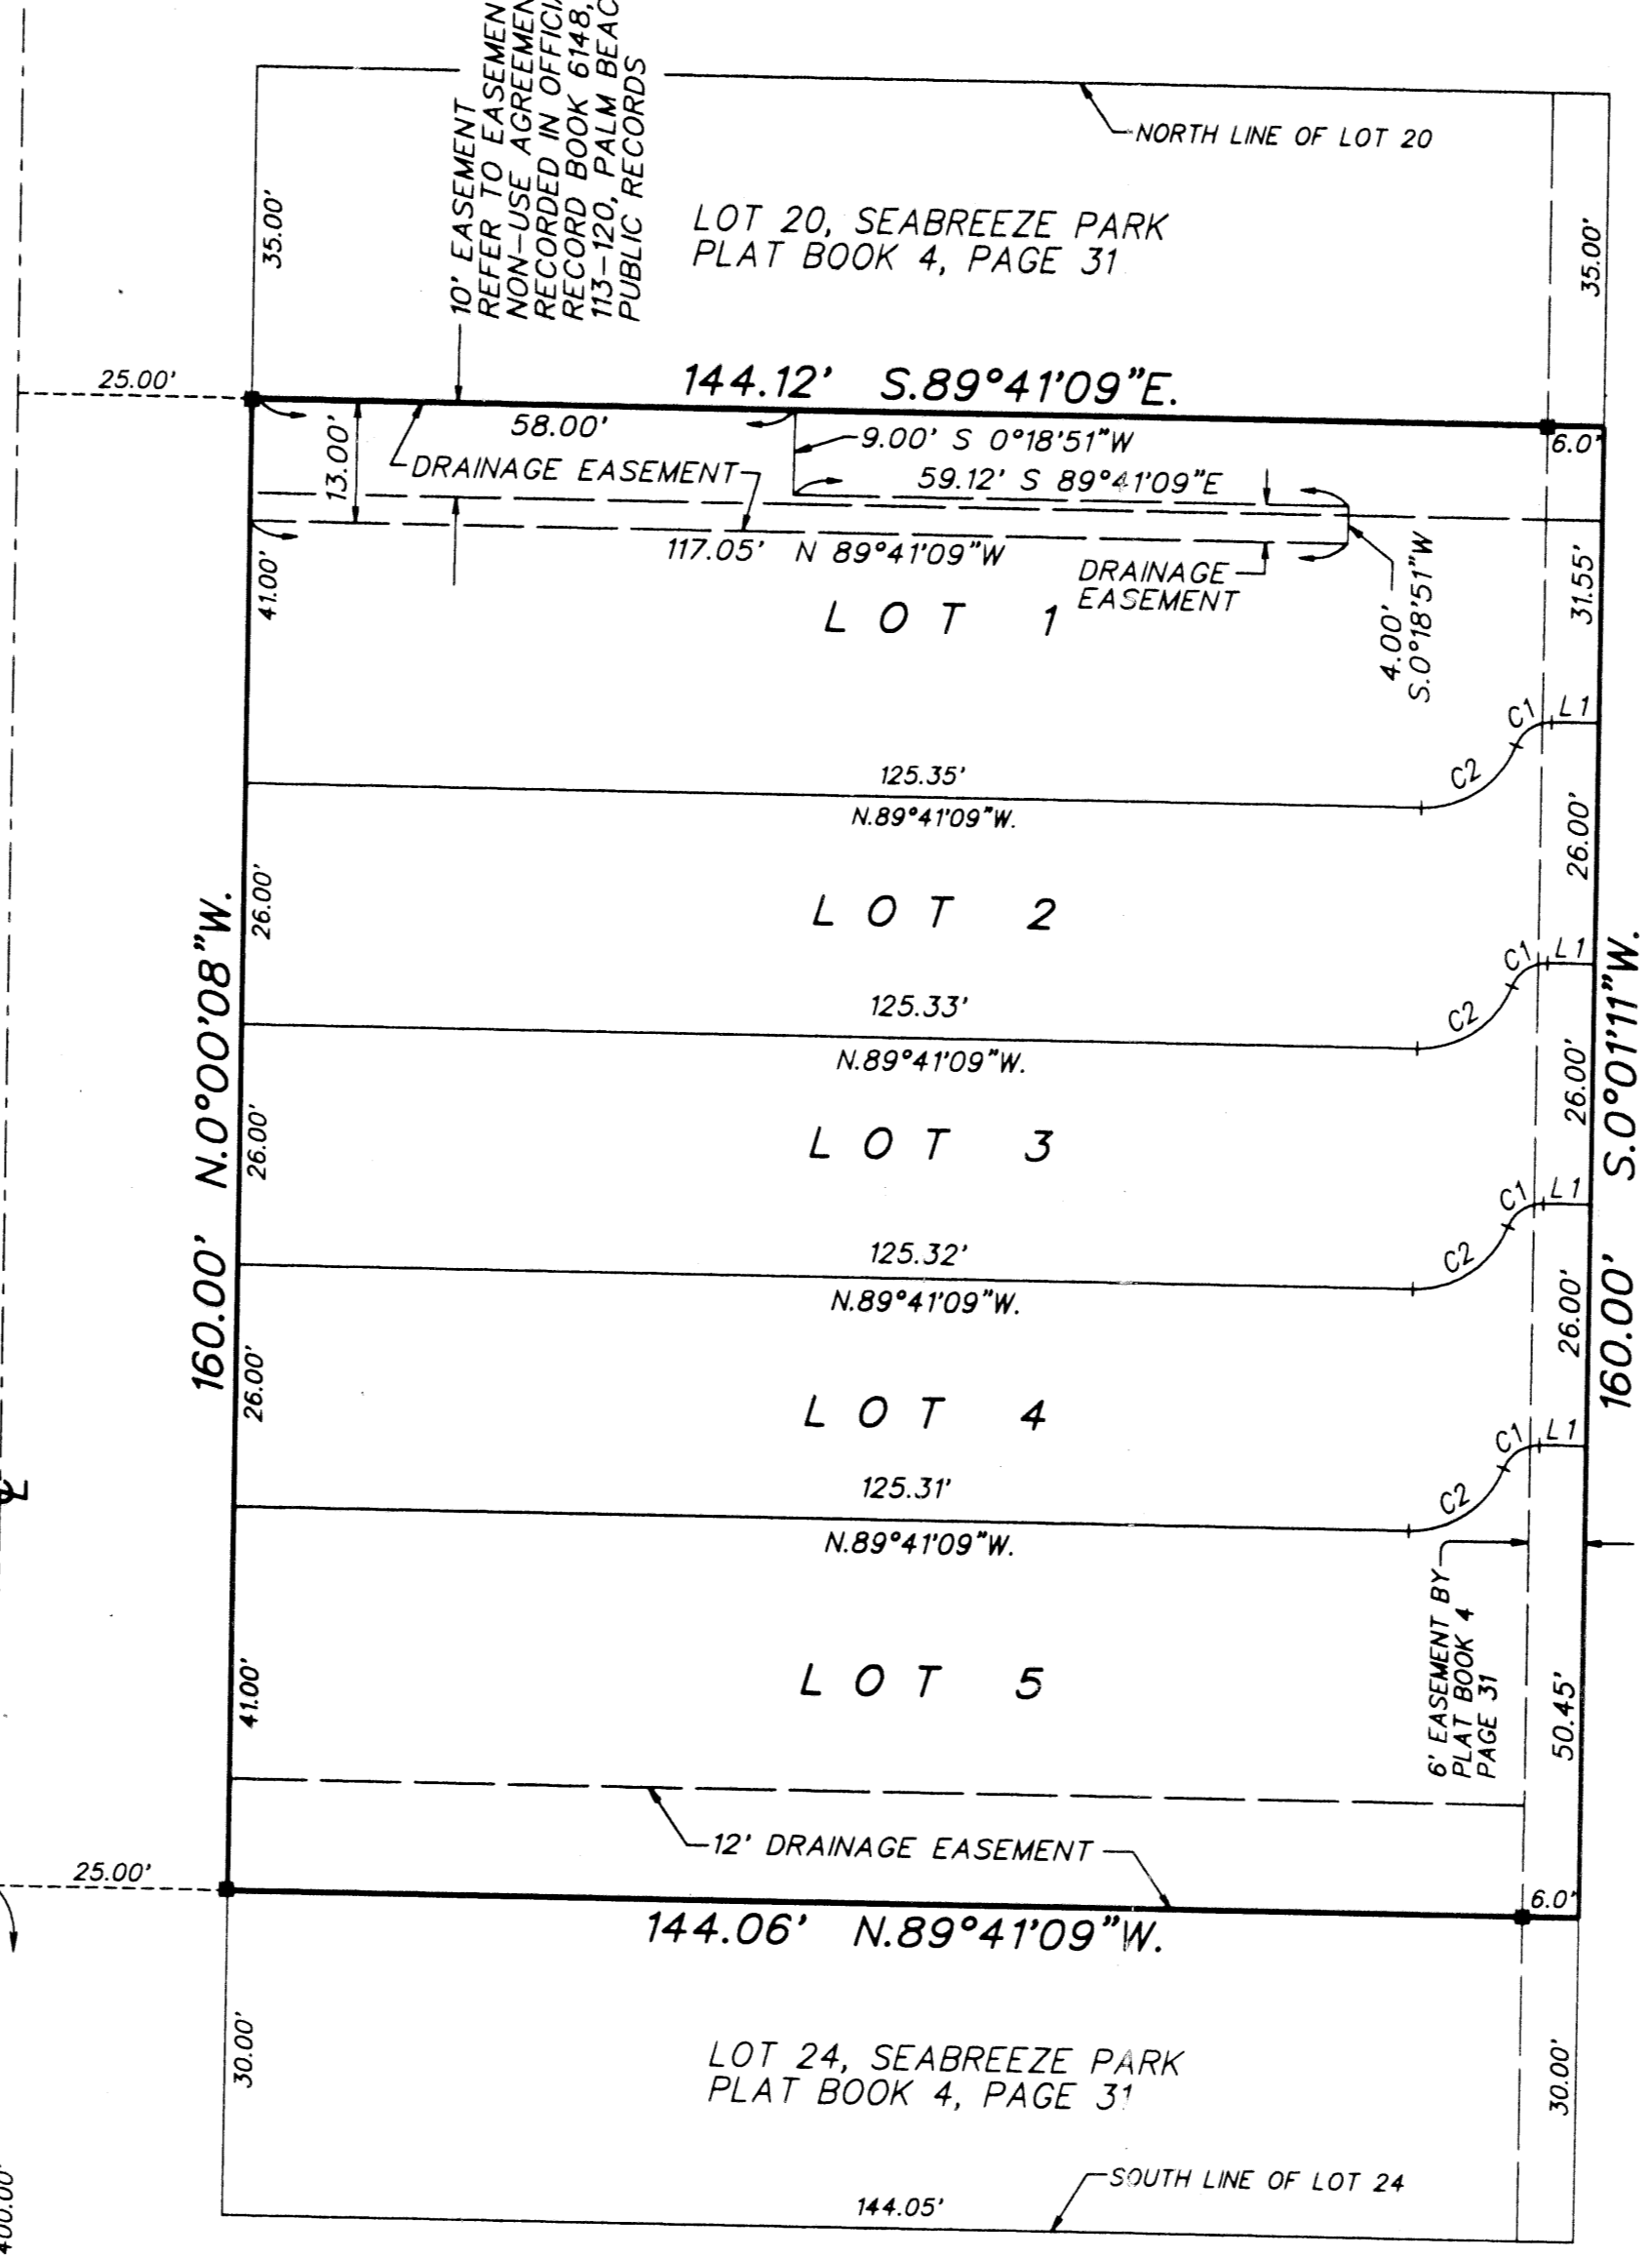 10' EASEMENT
REFER TO EASEMEN
NON-USE AGREEMEN
RECORDED IN OFFICIA
RECORD BOOK 6148,
113-120, PALM BEAC
PUBLIC RECORDS
NORTH LINE OF LOT 20
35.00'
LOT 20, SEABREEZE PARK
PLAT BOOK 4, PAGE 31
35.00'
25.00'
144.12' S.89°41'09"E.
58.00'
6.0'
13.00'
9.00' S 0°18'51"W
DRAINAGE EASEMENT
59.12' S 89°41'09"E
117.05' N 89°41'09"W
DRAINAGE
EASEMENT
4.00'
S.0°18'51"W
41.00'
31.55'
LOT 1
C1
L1
C2
125.35'
N.89°41'09"W.
26.00'
26.00'
LOT 2
C1
L1
C2
125.33'
N.89°41'09"W.
160.00' N.0°00'08"W.
160.00' S.0°01'11"W.
26.00'
26.00'
LOT 3
C1
L1
C2
125.32'
N.89°41'09"W.
26.00'
26.00'
LOT 4
C1
L1
C2
125.31'
N.89°41'09"W.
41.00'
LOT 5
6' EASEMENT BY
PLAT BOOK 4
PAGE 31
50.45'
12' DRAINAGE EASEMENT
25.00'
6.0'
144.06' N.89°41'09"W.
30.00'
LOT 24, SEABREEZE PARK
PLAT BOOK 4, PAGE 31
30.00'
SOUTH LINE OF LOT 24
144.05'
400.00'